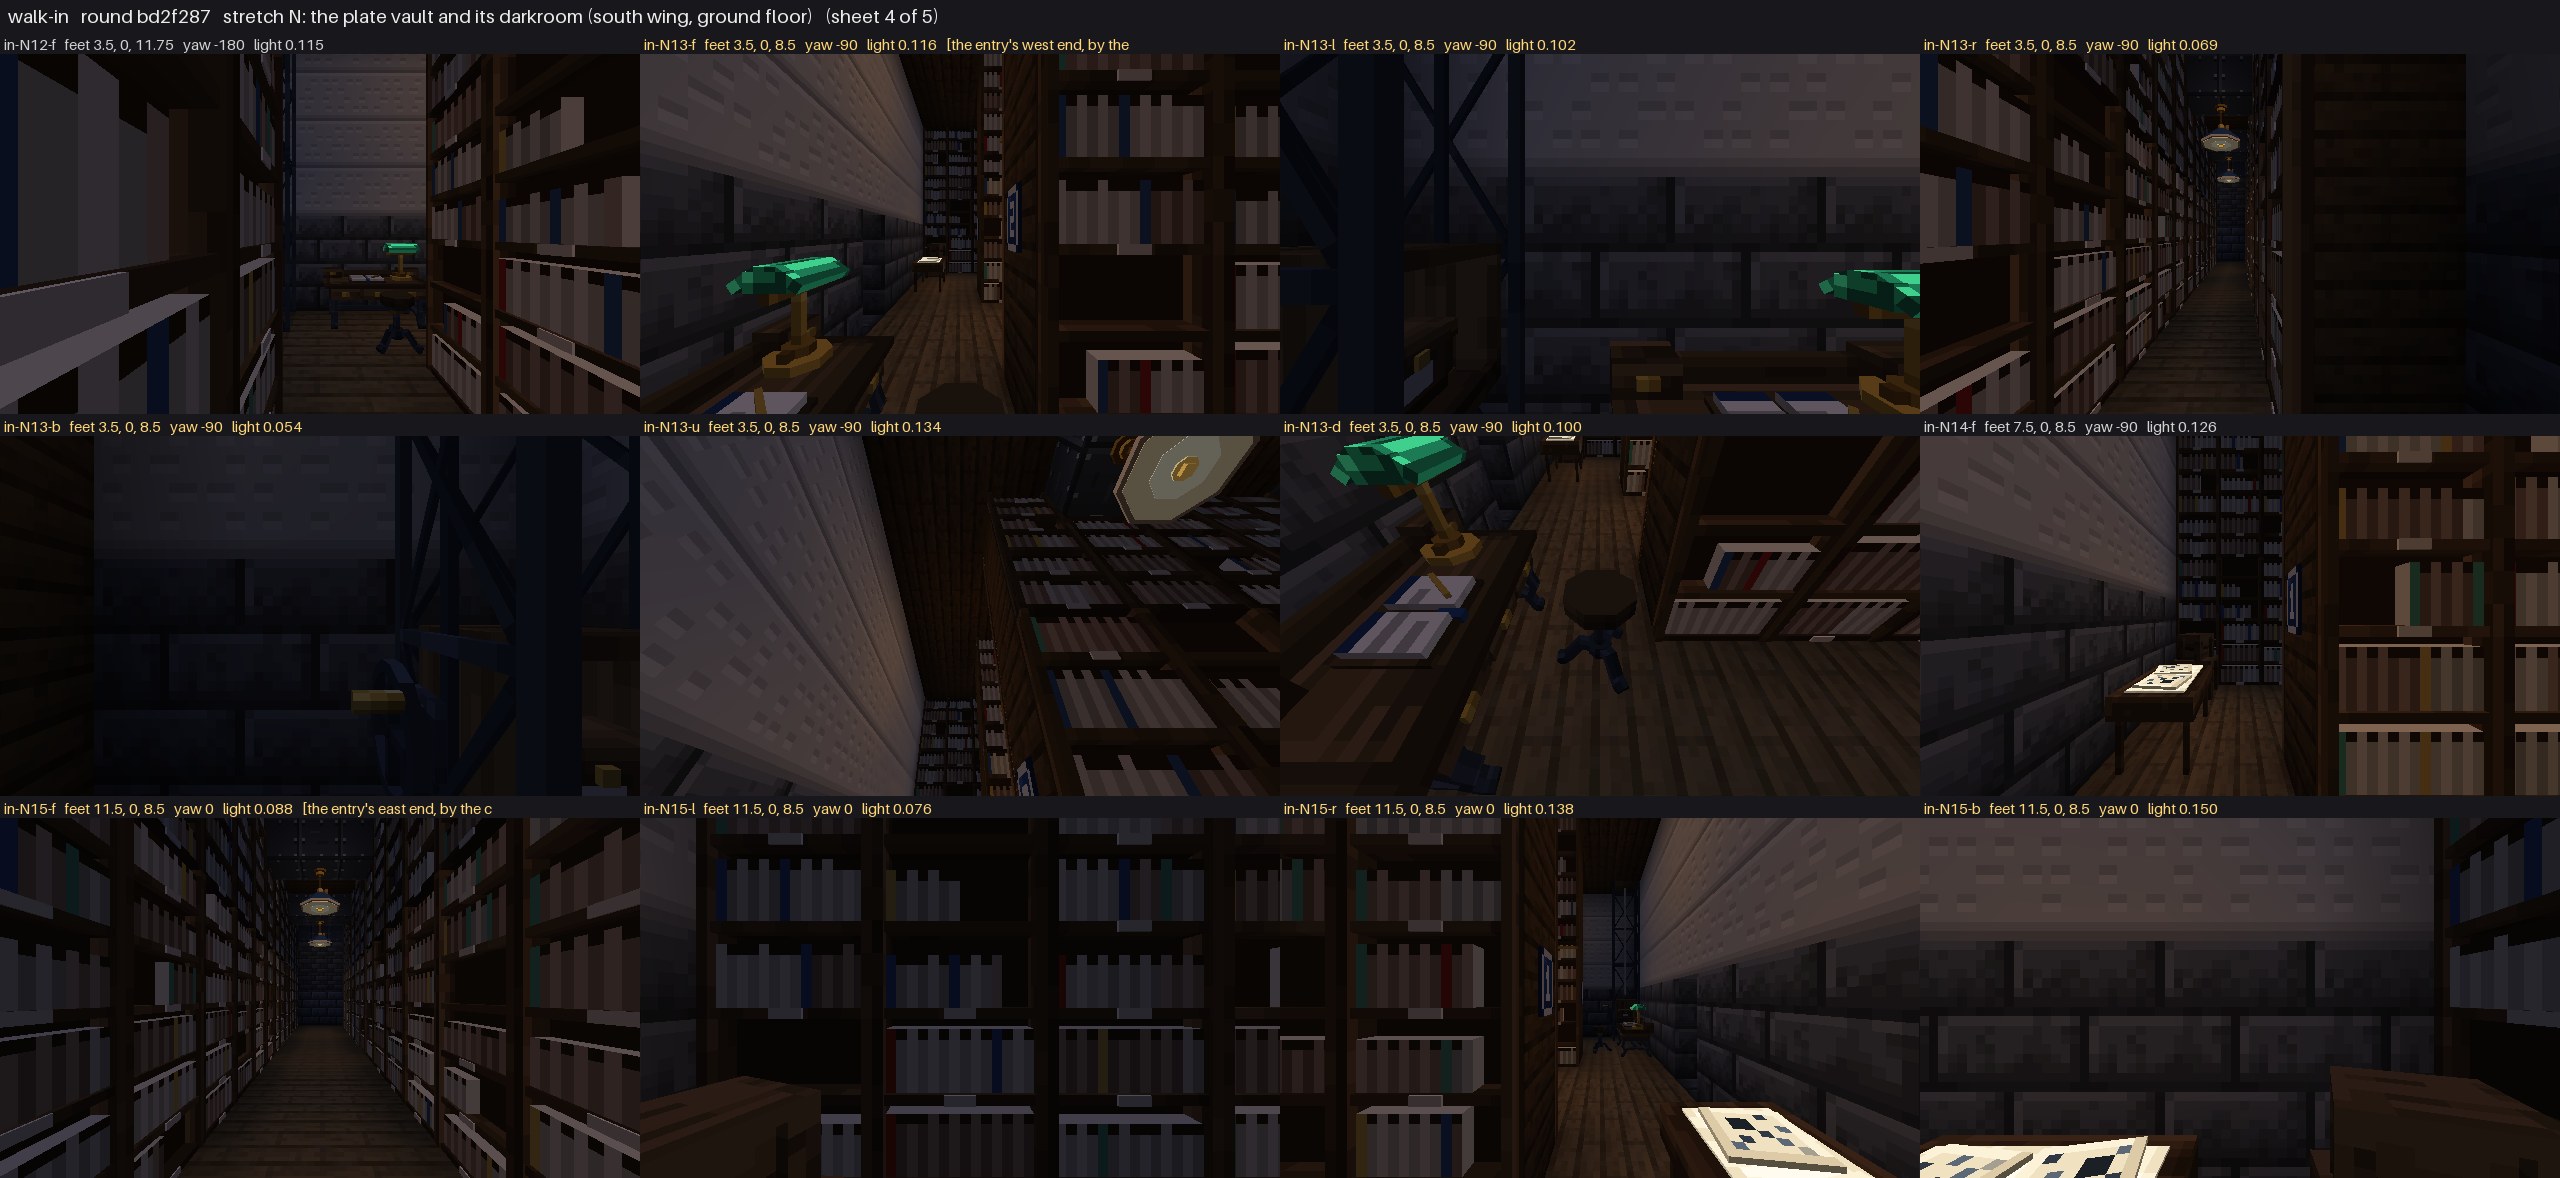 walk-in round bd2f287 stretch N: the plate vault and its darkroom (south wing, ground floor) (sheet 4 of 5)
in-N12-f feet 3.5, 0, 11.75 yaw -180 light 0.115
in-N13-f feet 3.5, 0, 8.5 yaw -90 light 0.116 [the entry's west end, by the
in-N13-l feet 3.5, 0, 8.5 yaw -90 light 0.102
in-N13-r feet 3.5, 0, 8.5 yaw -90 light 0.069
in-N13-b feet 3.5, 0, 8.5 yaw -90 light 0.054
in-N13-u feet 3.5, 0, 8.5 yaw -90 light 0.134
in-N13-d feet 3.5, 0, 8.5 yaw -90 light 0.100
in-N14-f feet 7.5, 0, 8.5 yaw -90 light 0.126
in-N15-f feet 11.5, 0, 8.5 yaw 0 light 0.088 [the entry's east end, by the c
in-N15-l feet 11.5, 0, 8.5 yaw 0 light 0.076
in-N15-r feet 11.5, 0, 8.5 yaw 0 light 0.138
in-N15-b feet 11.5, 0, 8.5 yaw 0 light 0.150